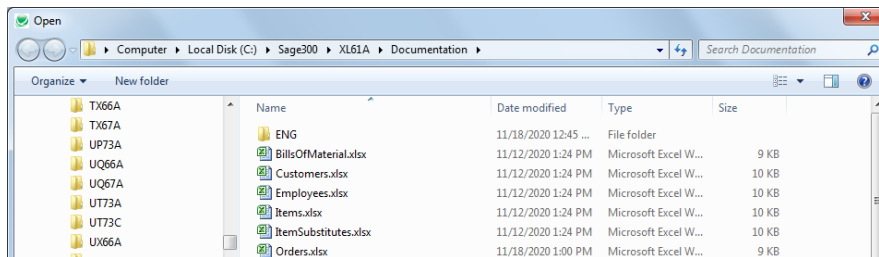 Open
Computer Local Disk (C:) Sage300 XL61A Documentation Search Documentation
Organize New folder
Name Date modified Type Size
TX66A
TX67A
UP73A
UQ66A
UQ67A
UT73A
UT73C
UX66A
ENG 11/18/2020 12:45 ... File folder
BillsOfMaterial.xlsx 11/12/2020 1:24 PM Microsoft Excel W... 9 KB
Customers.xlsx 11/12/2020 1:24 PM Microsoft Excel W... 10 KB
Employees.xlsx 11/12/2020 1:24 PM Microsoft Excel W... 10 KB
Items.xlsx 11/12/2020 1:24 PM Microsoft Excel W... 10 KB
ItemSubstitutes.xlsx 11/12/2020 1:24 PM Microsoft Excel W... 10 KB
Orders.xlsx 11/18/2020 1:00 PM Microsoft Excel W... 9 KB